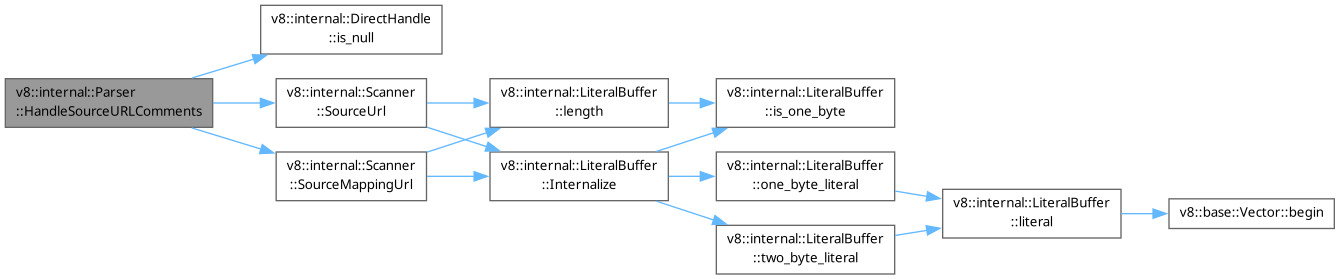 v8::internal::DirectHandle
::is_null
v8::internal::Parser
::HandleSourceURLComments
v8::internal::Scanner
::SourceUrl
v8::internal::LiteralBuffer
::length
v8::internal::LiteralBuffer
::is_one_byte
v8::internal::Scanner
::SourceMappingUrl
v8::internal::LiteralBuffer
::Internalize
v8::internal::LiteralBuffer
::one_byte_literal
v8::internal::LiteralBuffer
::literal
v8::base::Vector::begin
v8::internal::LiteralBuffer
::two_byte_literal